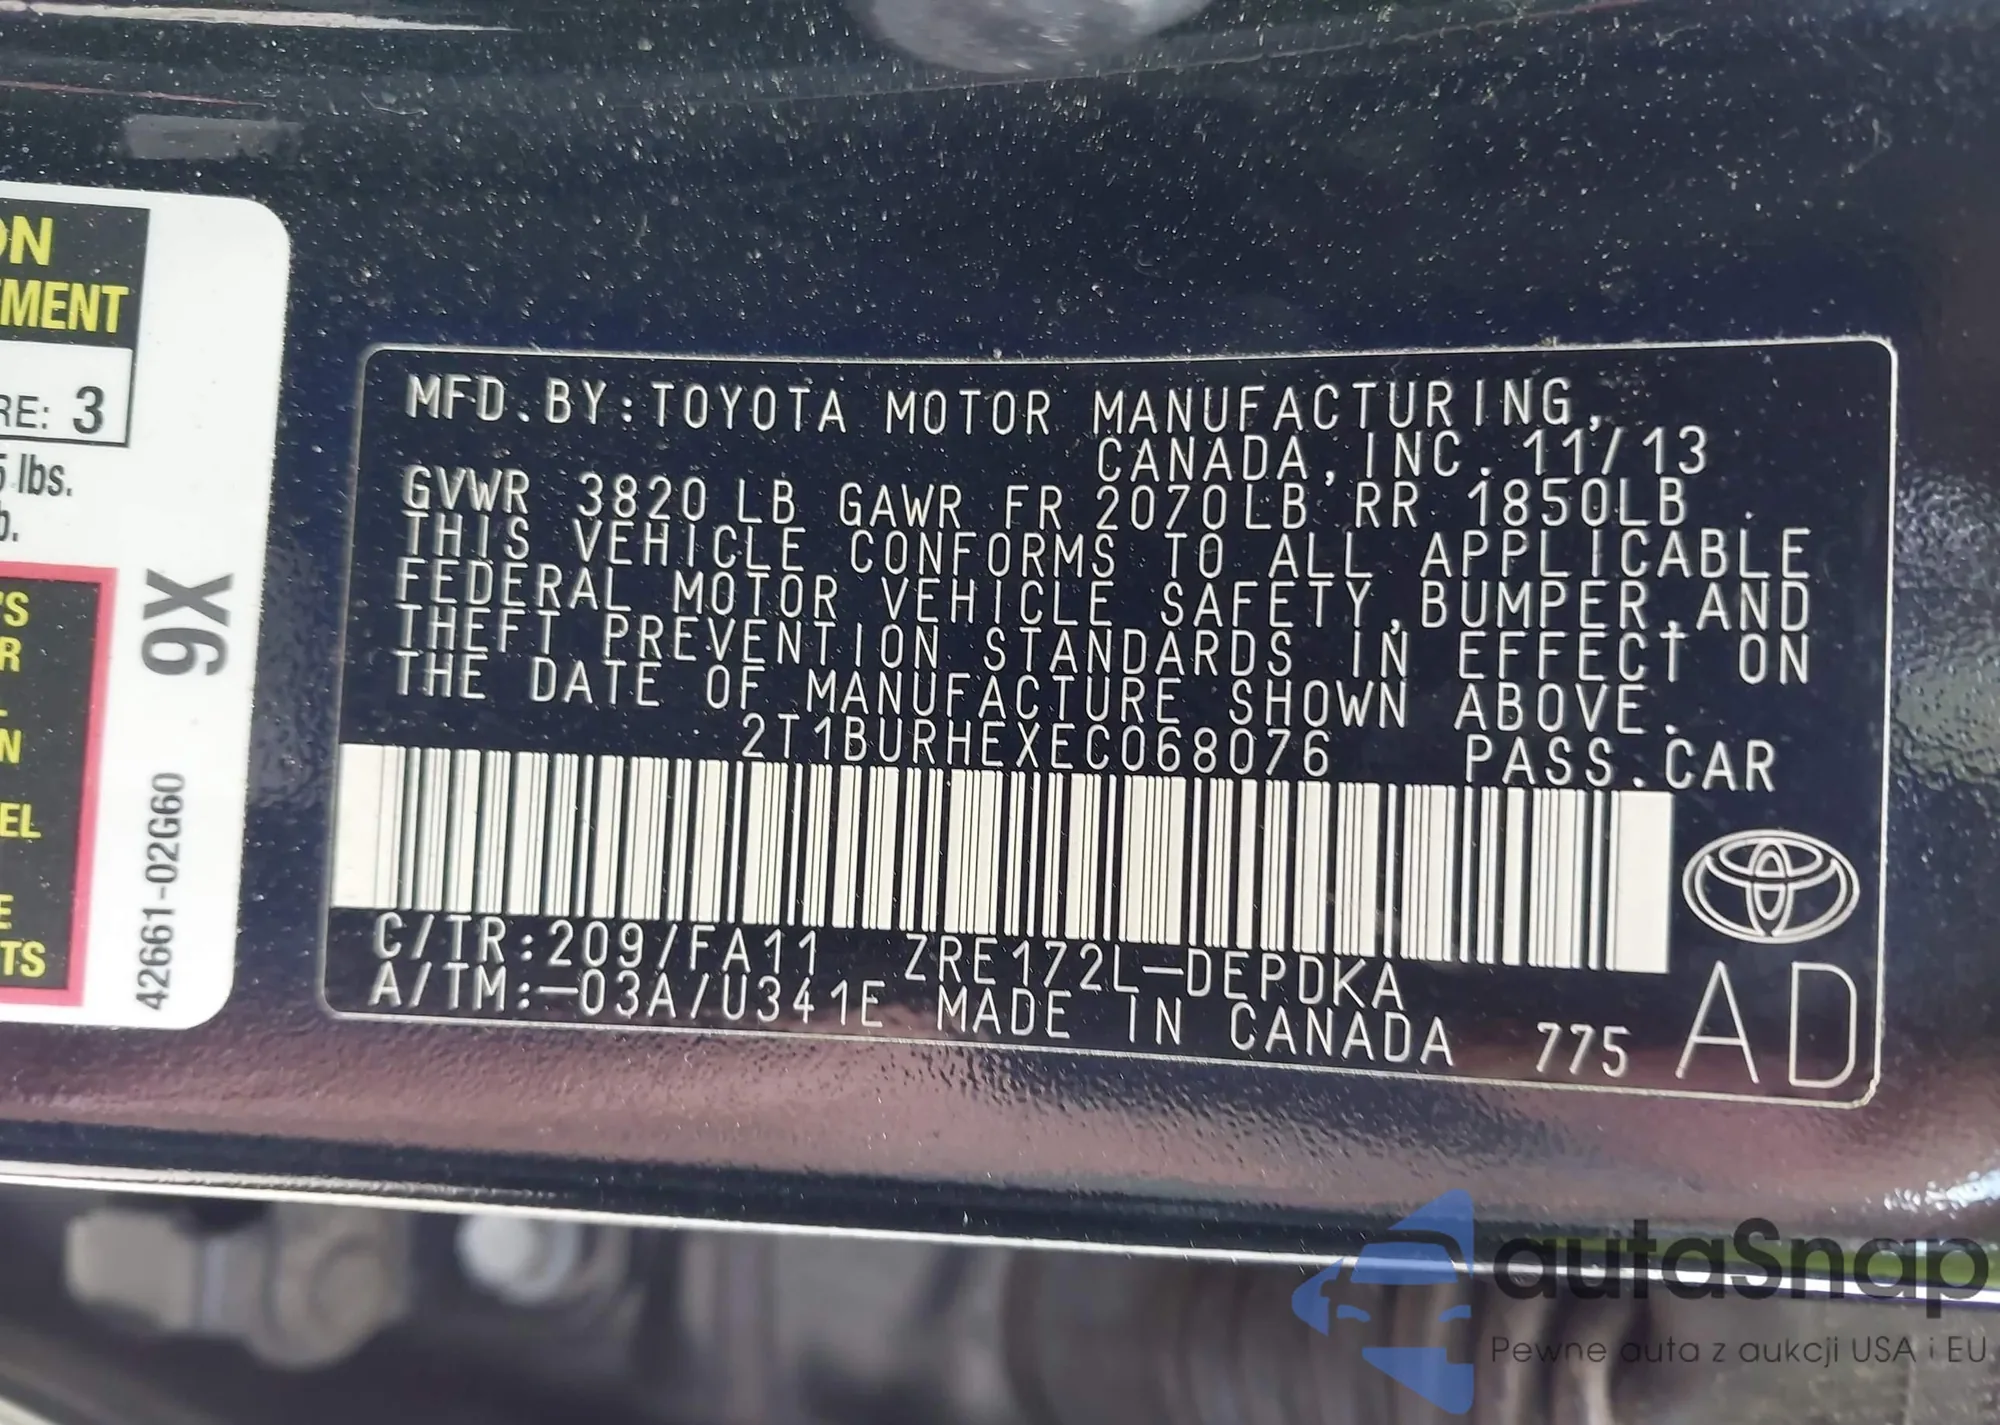 ON
EMENT
RE: 3
5 lbs.
b.
'S
R
N
EL
E
TS
9X
42661-02G60
MFD.BY:TOYOTA MOTOR MANUFACTURING,
CANADA,INC. 11/13
GVWR 3820 LB GAWR FR 2070LB RR 1850LB
THIS VEHICLE CONFORMS TO ALL APPLICABLE
FEDERAL MOTOR VEHICLE SAFETY,BUMPER,AND
THEFT PREVENTION STANDARDS IN EFFECT ON
THE DATE OF MANUFACTURE SHOWN ABOVE.
2T1BURHEXEC068076 PASS.CAR
C/TR:209/FA11 ZRE172L-DEPDKA
A/TM:-03A/U341E MADE IN CANADA 775 AD
autaSnap
Pewne auta z aukcji USA i EU